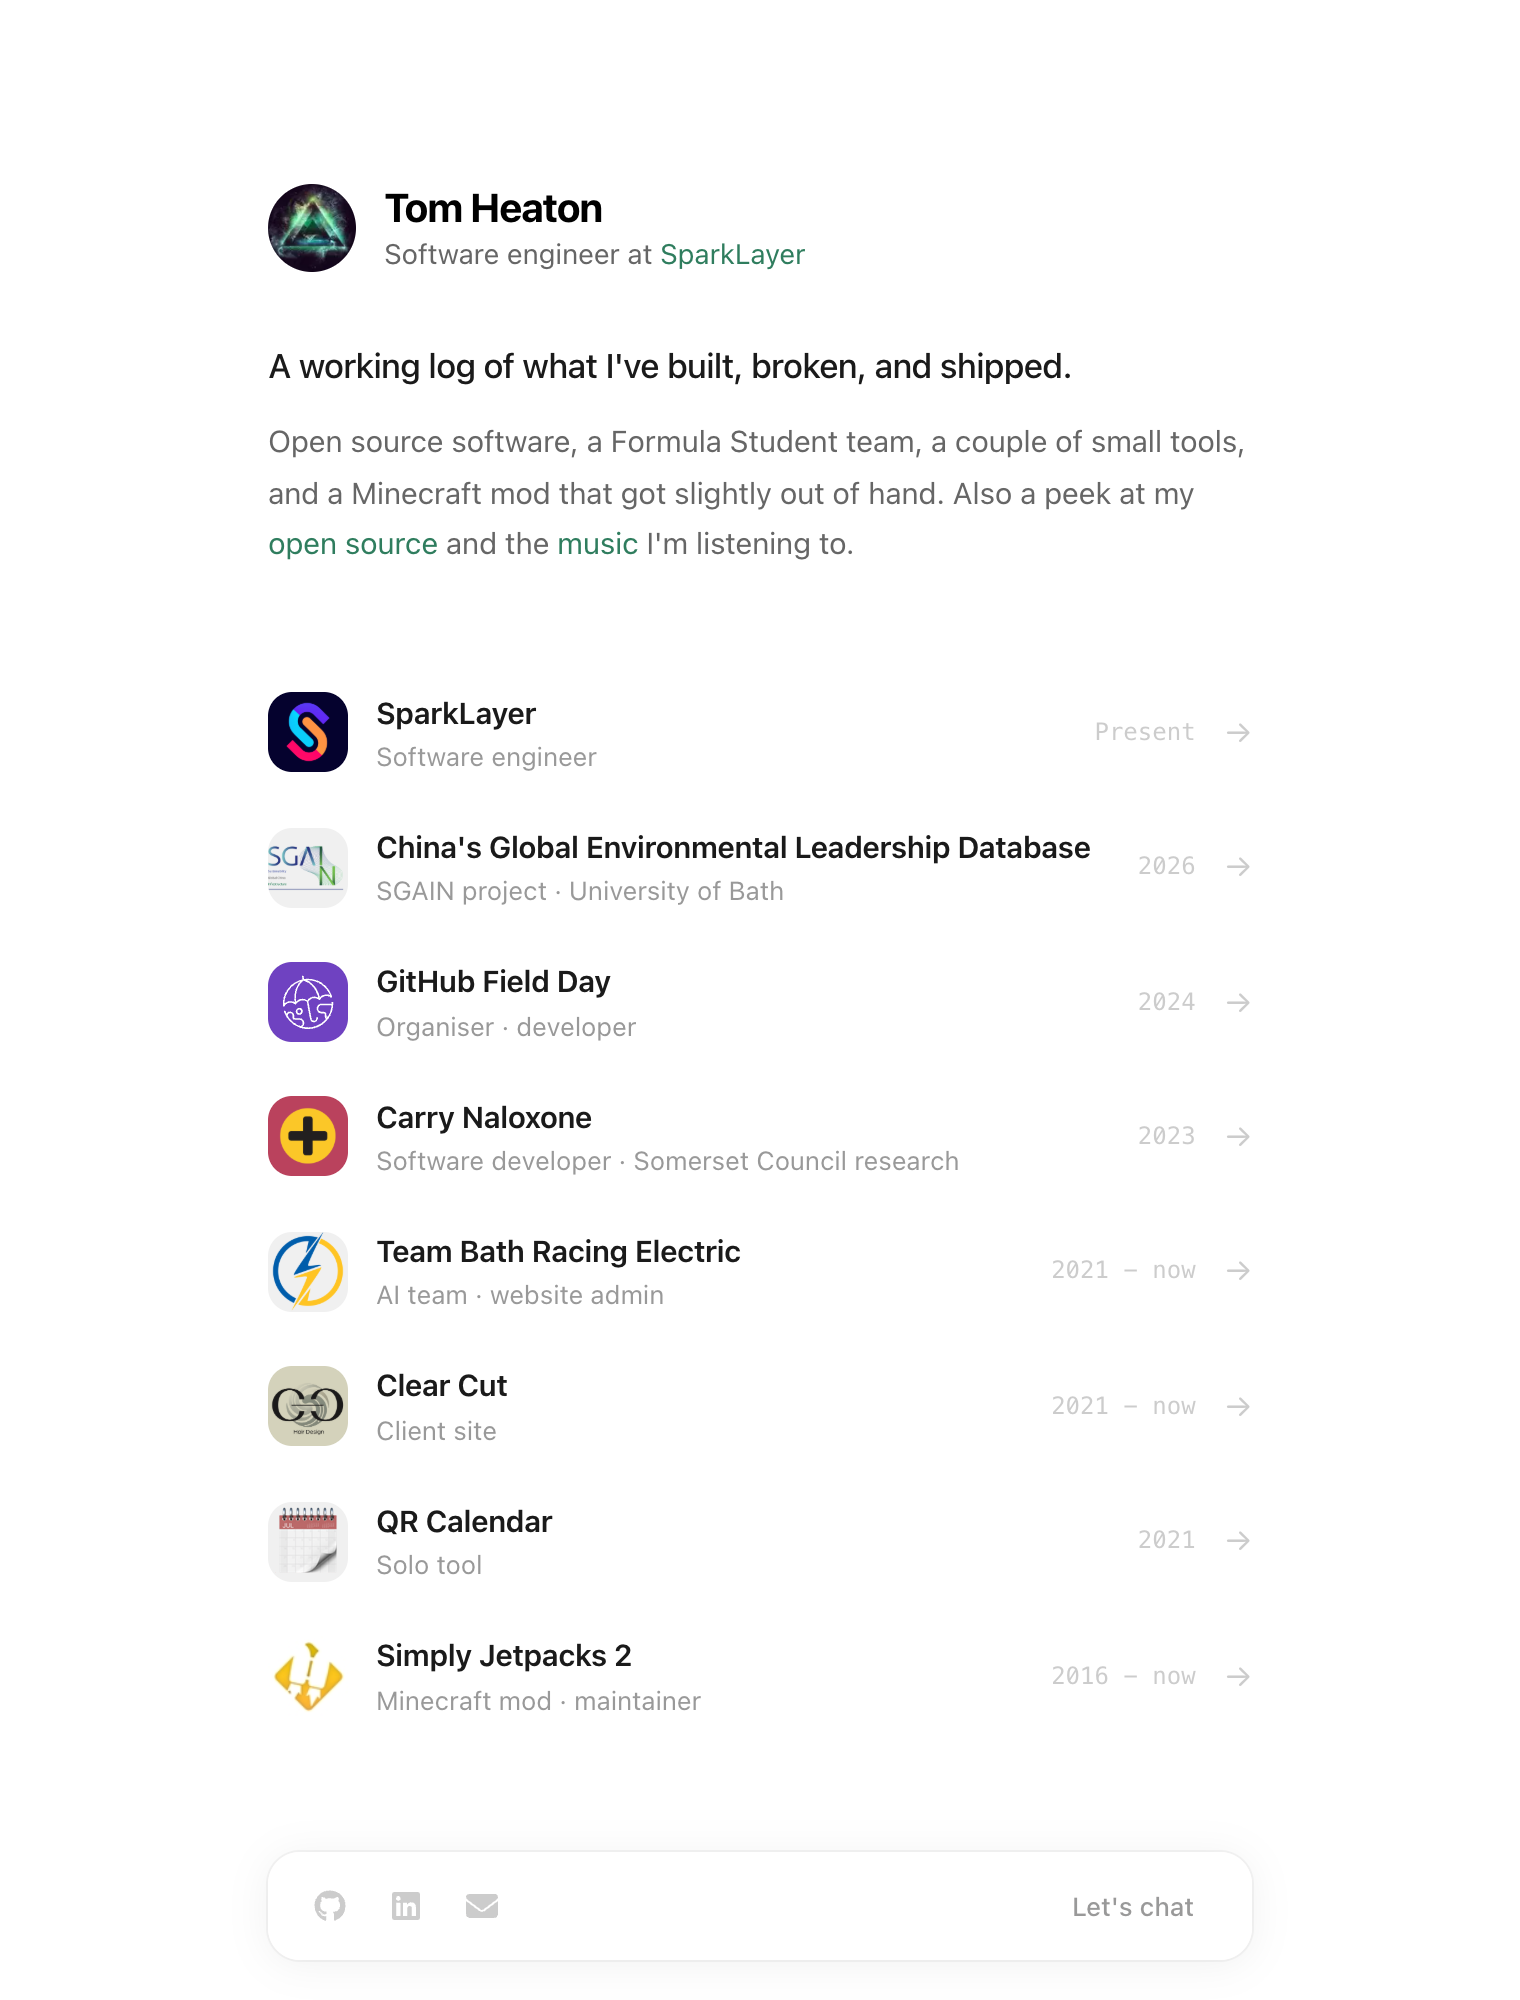 Tom Heaton
Software engineer at SparkLayer
A working log of what I've built, broken, and shipped.
Open source software, a Formula Student team, a couple of small tools,
and a Minecraft mod that got slightly out of hand. Also a peek at my
open source and the music I'm listening to.
SparkLayer
Software engineer
Present
China's Global Environmental Leadership Database
SGAIN project · University of Bath
2026
SGAIN
GitHub Field Day
Organiser · developer
2024
Carry Naloxone
Software developer · Somerset Council research
2023
Team Bath Racing Electric
AI team · website admin
2021 – now
Clear Cut
Client site
2021 – now
Hair Design
QR Calendar
Solo tool
2021
JUL
Simply Jetpacks 2
Minecraft mod · maintainer
2016 – now
Let's chat